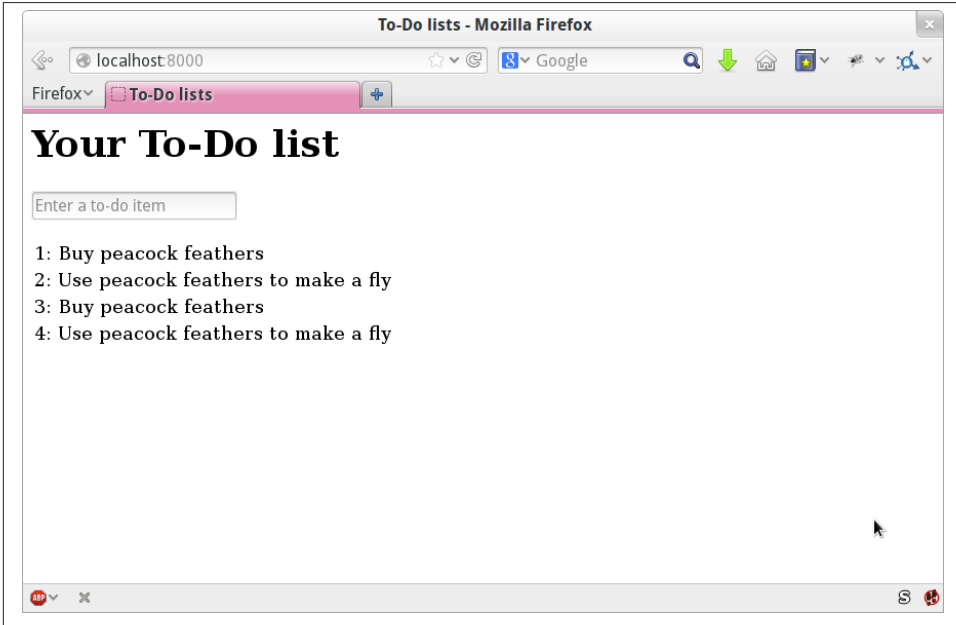 To-Do lists - Mozilla Firefox
localhost:8000
8 Google
Firefox
To-Do lists
Your To-Do list
Enter a to-do item
1: Buy peacock feathers
2: Use peacock feathers to make a fly
3: Buy peacock feathers
4: Use peacock feathers to make a fly
ABP
S